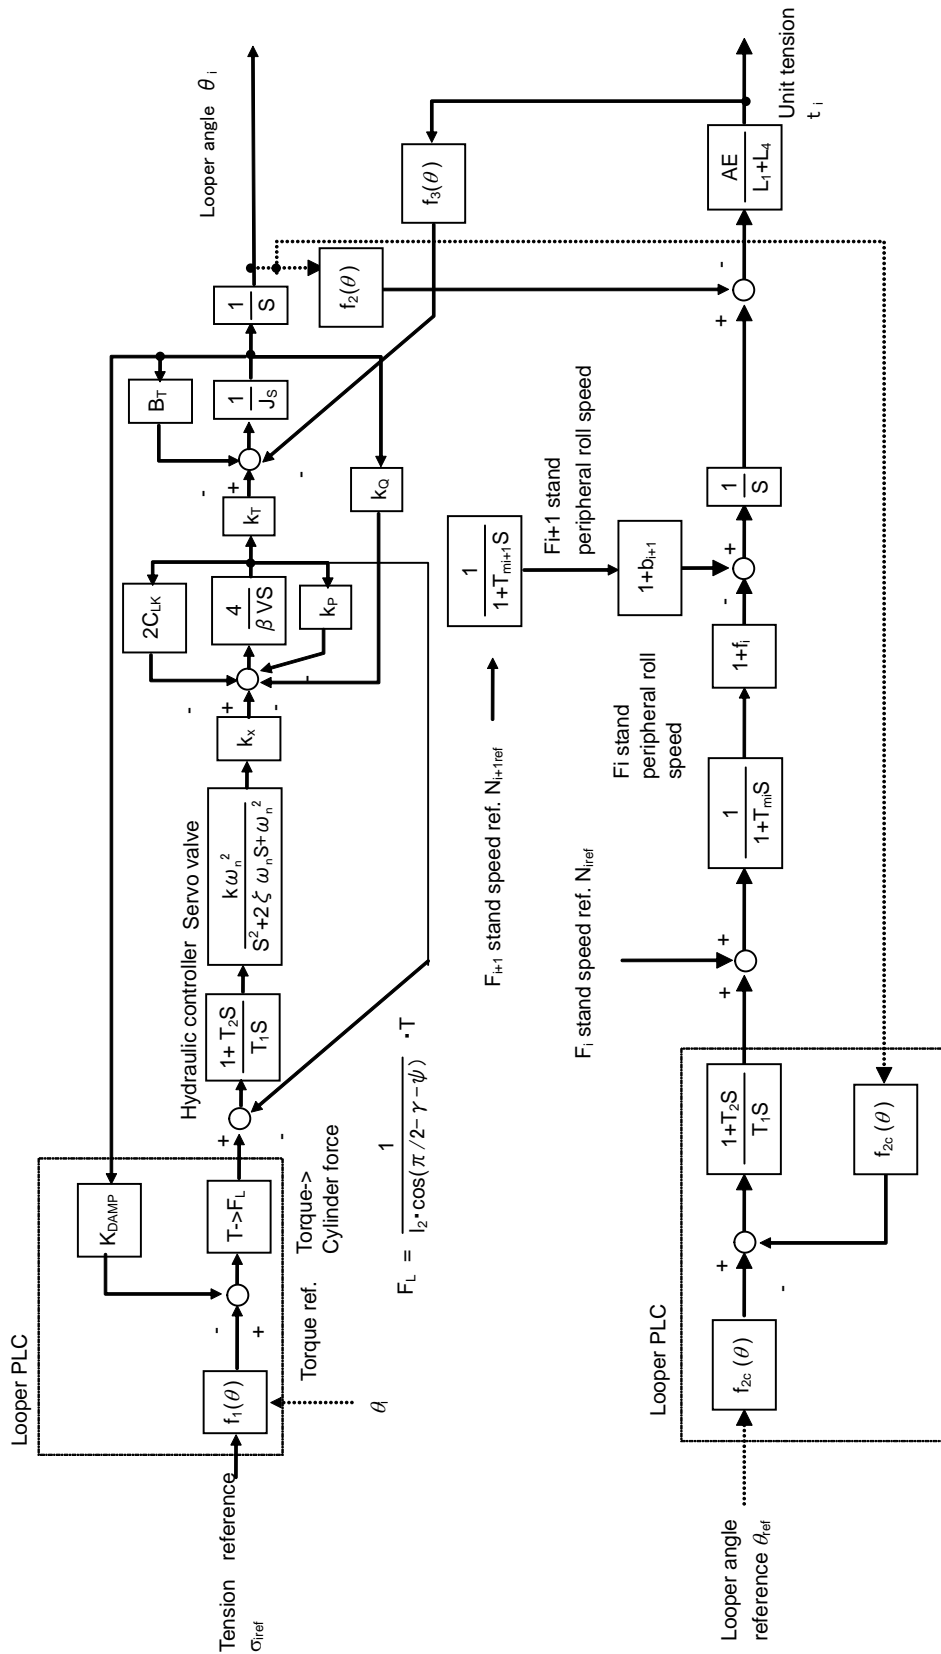 Looper PLC
Tension reference
σiref
f1(θ)
θi
Torque ref.
+
-
KDAMP
T->FL
Torque->
Cylinder force
FL = 1 / l2・cos(π/2-γ-ψ) ・T
+
-
Hydraulic controller
1+ T2S
T1S
Servo valve
kωn2
S2+2ζωnS+ωn2
kx
-
+
-
-
2CLK
4
βVS
kP
kT
-
+
-
BT
1
JS
kQ
1
S
Looper angle θi
f2(θ)
f3(θ)
Fi+1 stand speed ref. Ni+1ref
1
1+Tmi+1S
Fi+1 stand
peripheral roll speed
1+bi+1
Looper PLC
Looper angle
reference θref
f2c(θ)
+
-
1+T2S
T1S
f2c(θ)
Fi stand speed ref. Niref
+
+
1
1+TmiS
Fi stand
peripheral roll
speed
1+fi
-
+
1
S
+
-
AE
L1+L4
Unit tension
ti